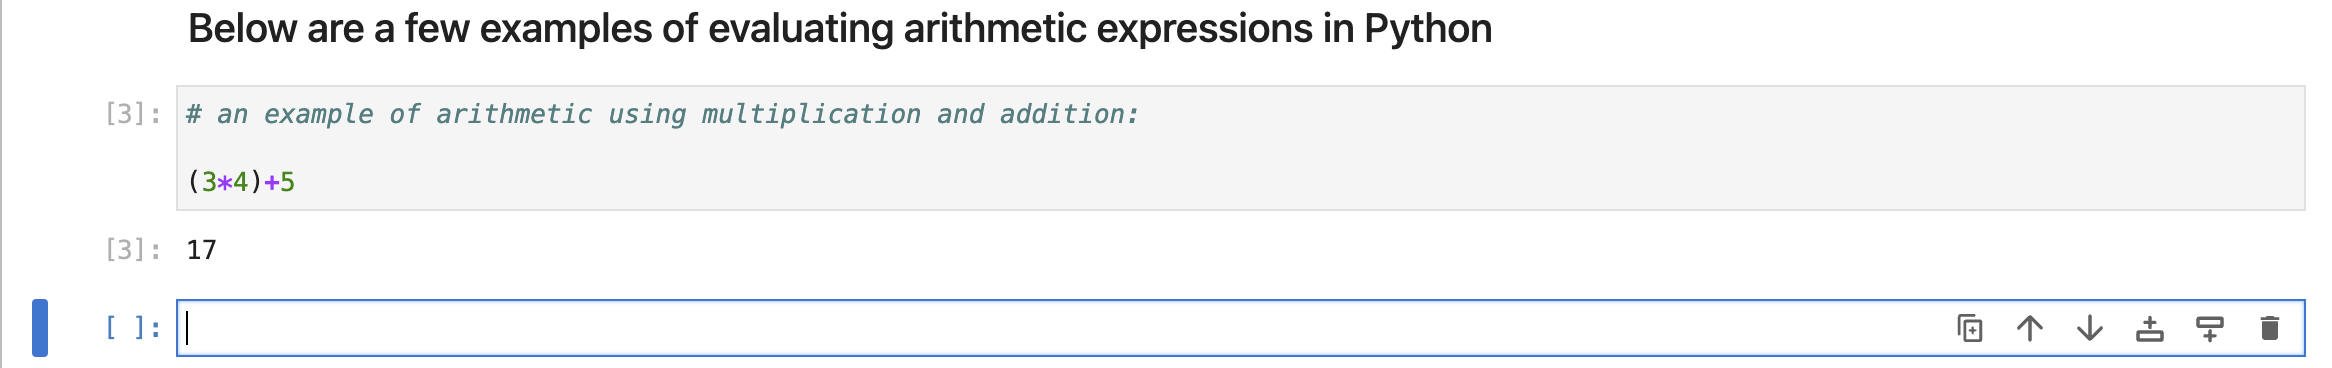 Below are a few examples of evaluating arithmetic expressions in Python
[3]: # an example of arithmetic using multiplication and addition:
(3*4)+5
[3]: 17
[ ]: